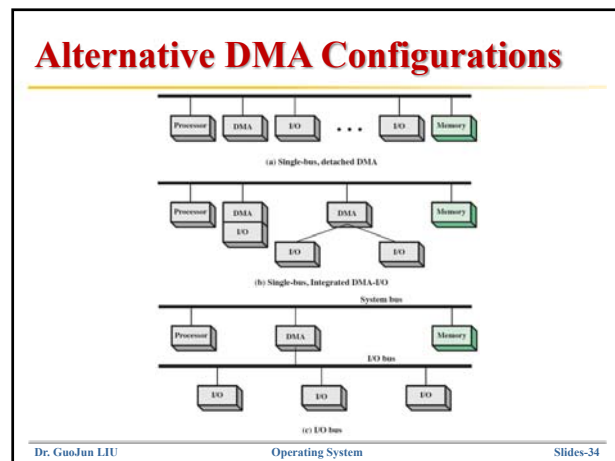 Alternative DMA Configurations
Processor DMA I/O • • • I/O Memory
(a) Single-bus, detached DMA
Processor DMA DMA Memory
I/O
I/O I/O
(b) Single-bus, Integrated DMA-I/O
System bus
Processor DMA Memory
I/O bus
I/O I/O I/O
(c) I/O bus
Dr. GuoJun LIU Operating System Slides-34